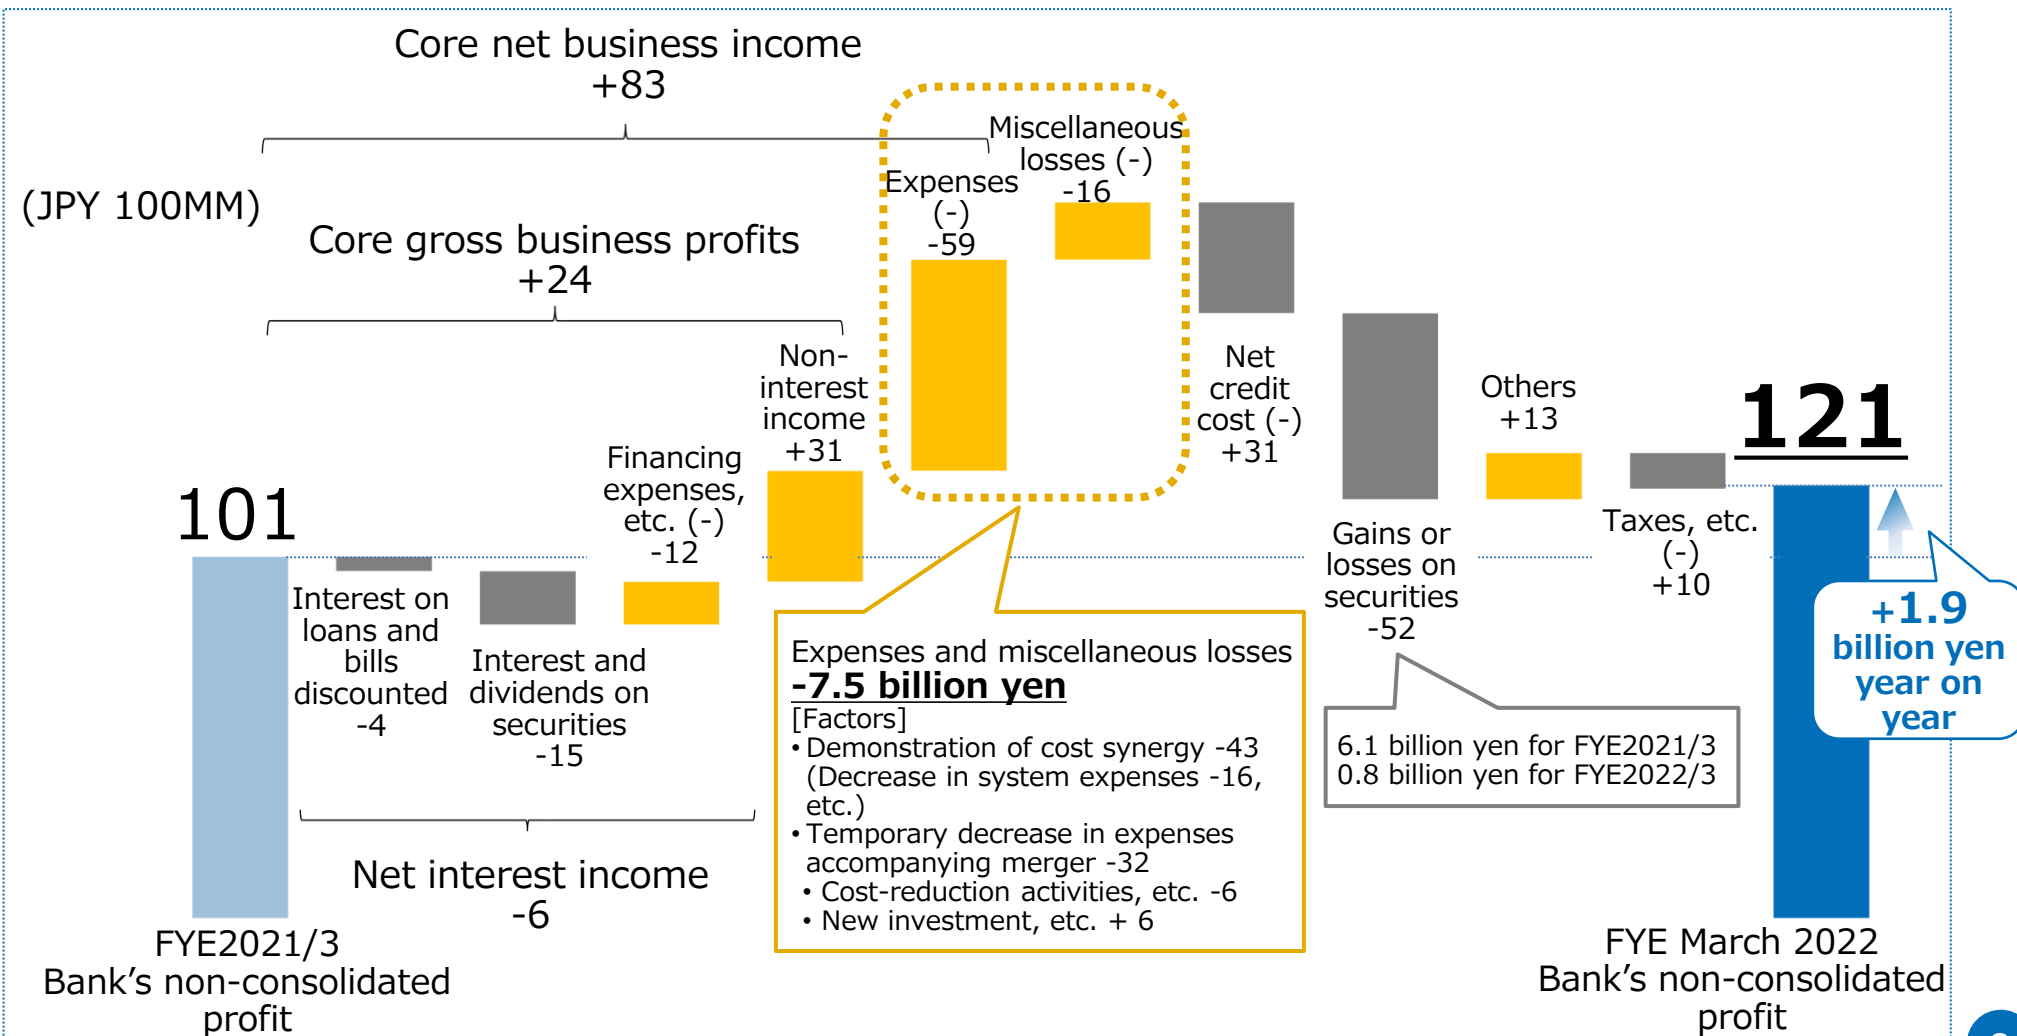 Core net business income
+83
(JPY 100MM)
Core gross business profits
+24
101
Interest on
loans and
bills
discounted
-4
Interest and
dividends on
securities
-15
Financing
expenses,
etc. (-)
-12
Non-
interest
income
+31
Expenses
(-)
-59
Miscellaneous
losses (-)
-16
Net
credit
cost (-)
+31
Gains or
losses on
securities
-52
Others
+13
Taxes, etc.
(-)
+10
121
+1.9
billion yen
year on
year
Net interest income
-6
Expenses and miscellaneous losses
-7.5 billion yen
[Factors]
• Demonstration of cost synergy -43
(Decrease in system expenses -16,
etc.)
• Temporary decrease in expenses
accompanying merger -32
• Cost-reduction activities, etc. -6
• New investment, etc. + 6
6.1 billion yen for FYE2021/3
0.8 billion yen for FYE2022/3
FYE2021/3
Bank’s non-consolidated
profit
FYE March 2022
Bank’s non-consolidated
profit